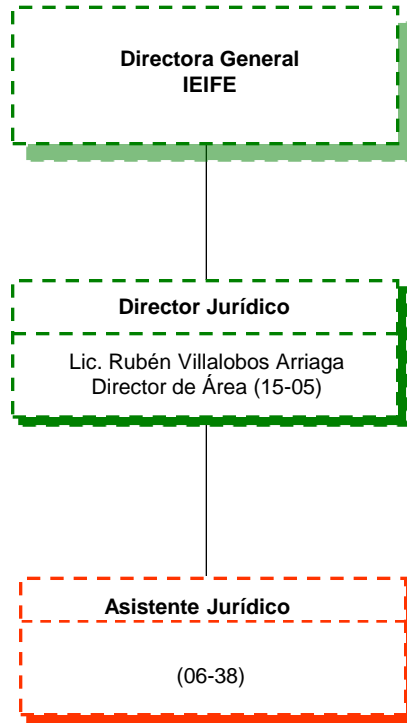 Directora General
IEIFE
Director Jurídico
Lic. Rubén Villalobos Arriaga
Director de Área (15-05)
Asistente Jurídico
(06-38)